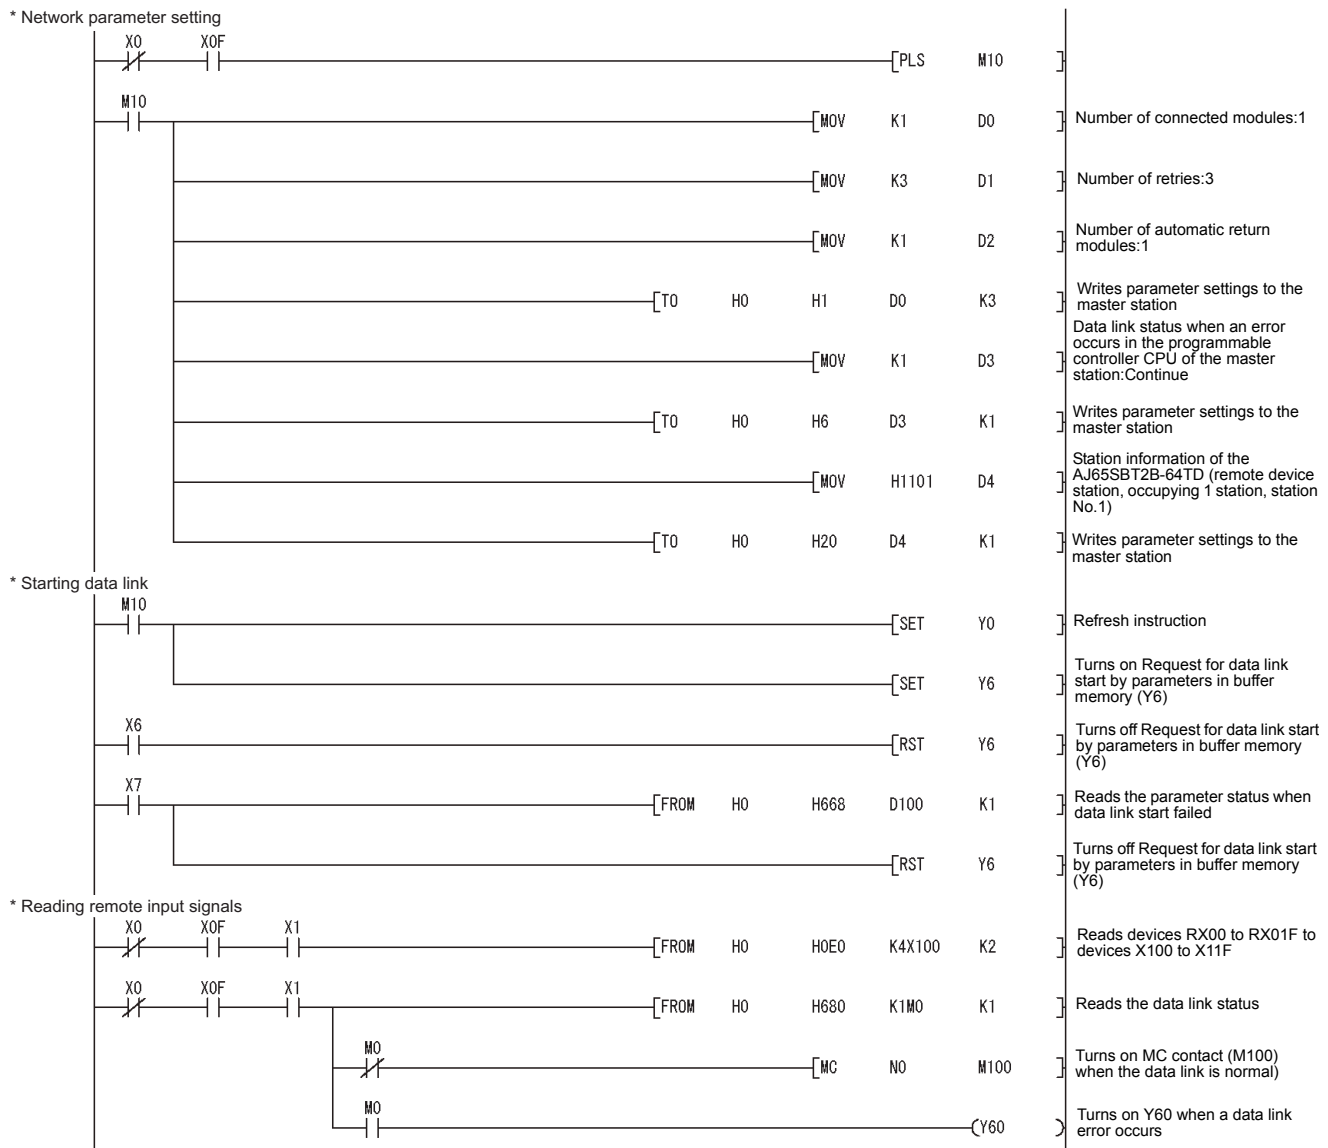 * Network parameter setting
X0 X0F
[PLS M10 ]
M10
[MOV K1 D0 ] Number of connected modules:1
[MOV K3 D1 ] Number of retries:3
[MOV K1 D2 ] Number of automatic return
modules:1
[TO H0 H1 D0 K3 ] Writes parameter settings to the
master station
Data link status when an error
occurs in the programmable
[MOV K1 D3 ] controller CPU of the master
station:Continue
[TO H0 H6 D3 K1 ] Writes parameter settings to the
master station
Station information of the
AJ65SBT2B-64TD (remote device
[MOV H1101 D4 ] station, occupying 1 station, station
No.1)
[TO H0 H20 D4 K1 ] Writes parameter settings to the
master station
* Starting data link
M10
[SET Y0 ] Refresh instruction
Turns on Request for data link
[SET Y6 ] start by parameters in buffer
memory (Y6)
X6
Turns off Request for data link start
[RST Y6 ] by parameters in buffer memory
(Y6)
X7
[FROM H0 H668 D100 K1 ] Reads the parameter status when
data link start failed
Turns off Request for data link start
[RST Y6 ] by parameters in buffer memory
(Y6)
* Reading remote input signals
X0 X0F X1
[FROM H0 H0E0 K4X100 K2 ] Reads devices RX00 to RX01F to
devices X100 to X11F
X0 X0F X1
[FROM H0 H680 K1M0 K1 ] Reads the data link status
M0
[MC N0 M100 ] Turns on MC contact (M100)
when the data link is normal)
M0
(Y60 ) Turns on Y60 when a data link
error occurs